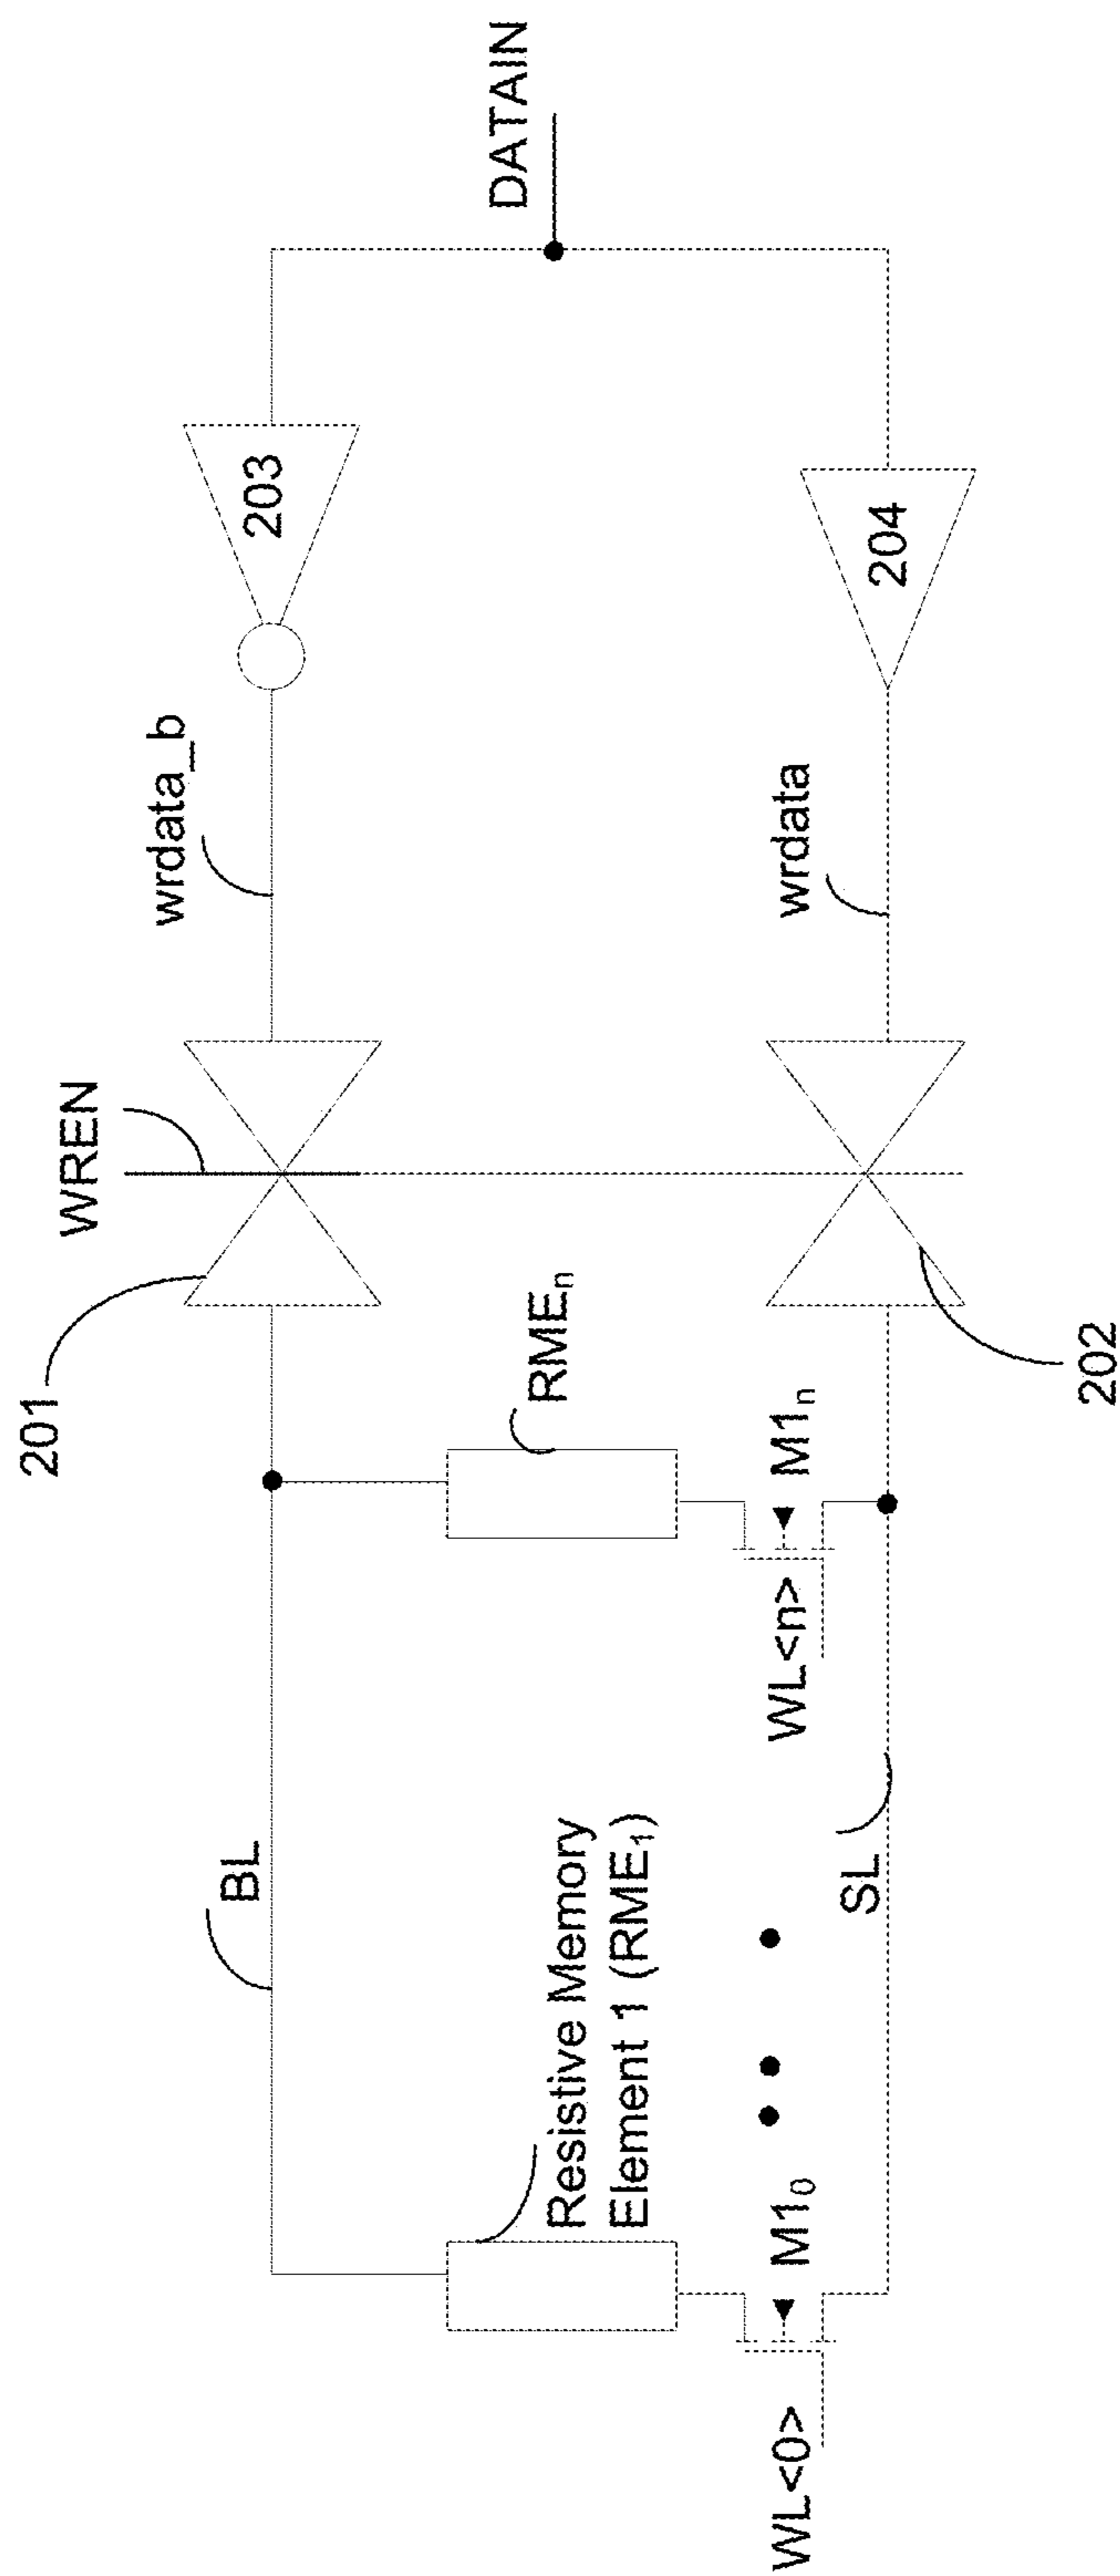 201
WREN
wrdata_b
203
DATAIN
BL
Resistive Memory
Element 1 (RME₁)
RMEₙ
WL<0>
M1₀
WL<n>
M1ₙ
SL
202
wrdata
204